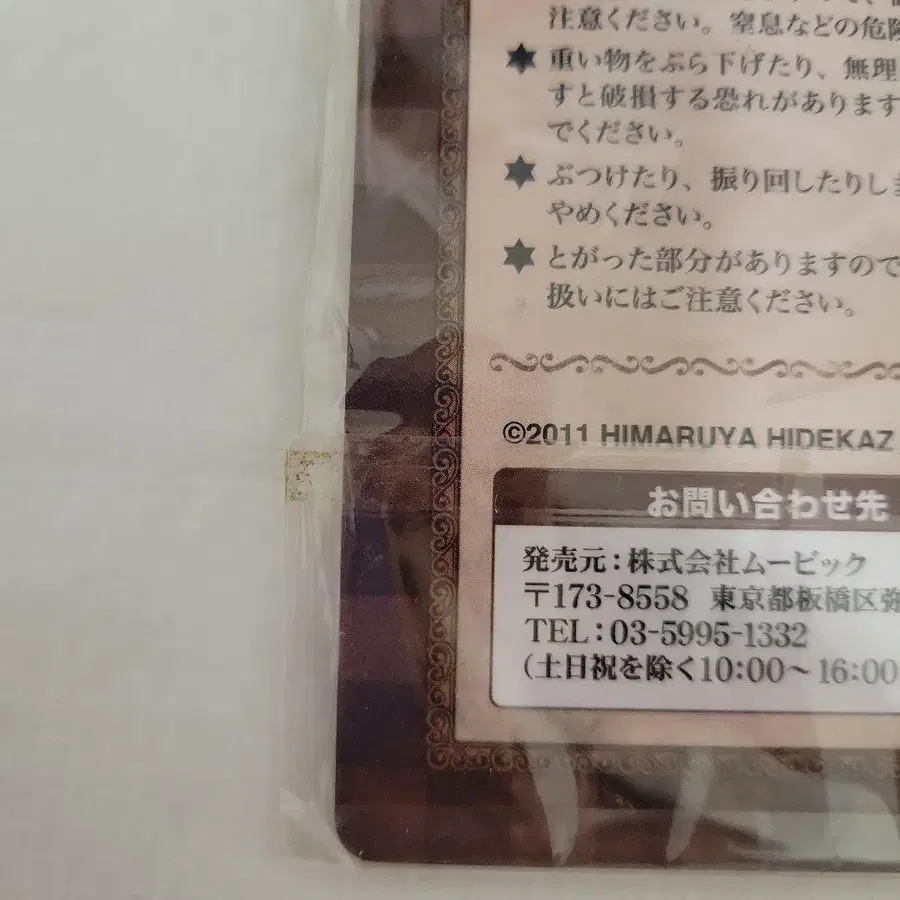 注意ください。窒息などの危険
★ 重い物をぶら下げたり、無理
すと破損する恐れがあります
でください。
★ ぶつけたり、振り回したりしま
やめください。
★ とがった部分がありますので
扱いにはご注意ください。
©2011 HIMARUYA HIDEKAZ
お問い合わせ先
発売元：株式会社ムービック
〒173-8558 東京都板橋区弥
TEL：03-5995-1332
(土日祝を除く10:00～16:00